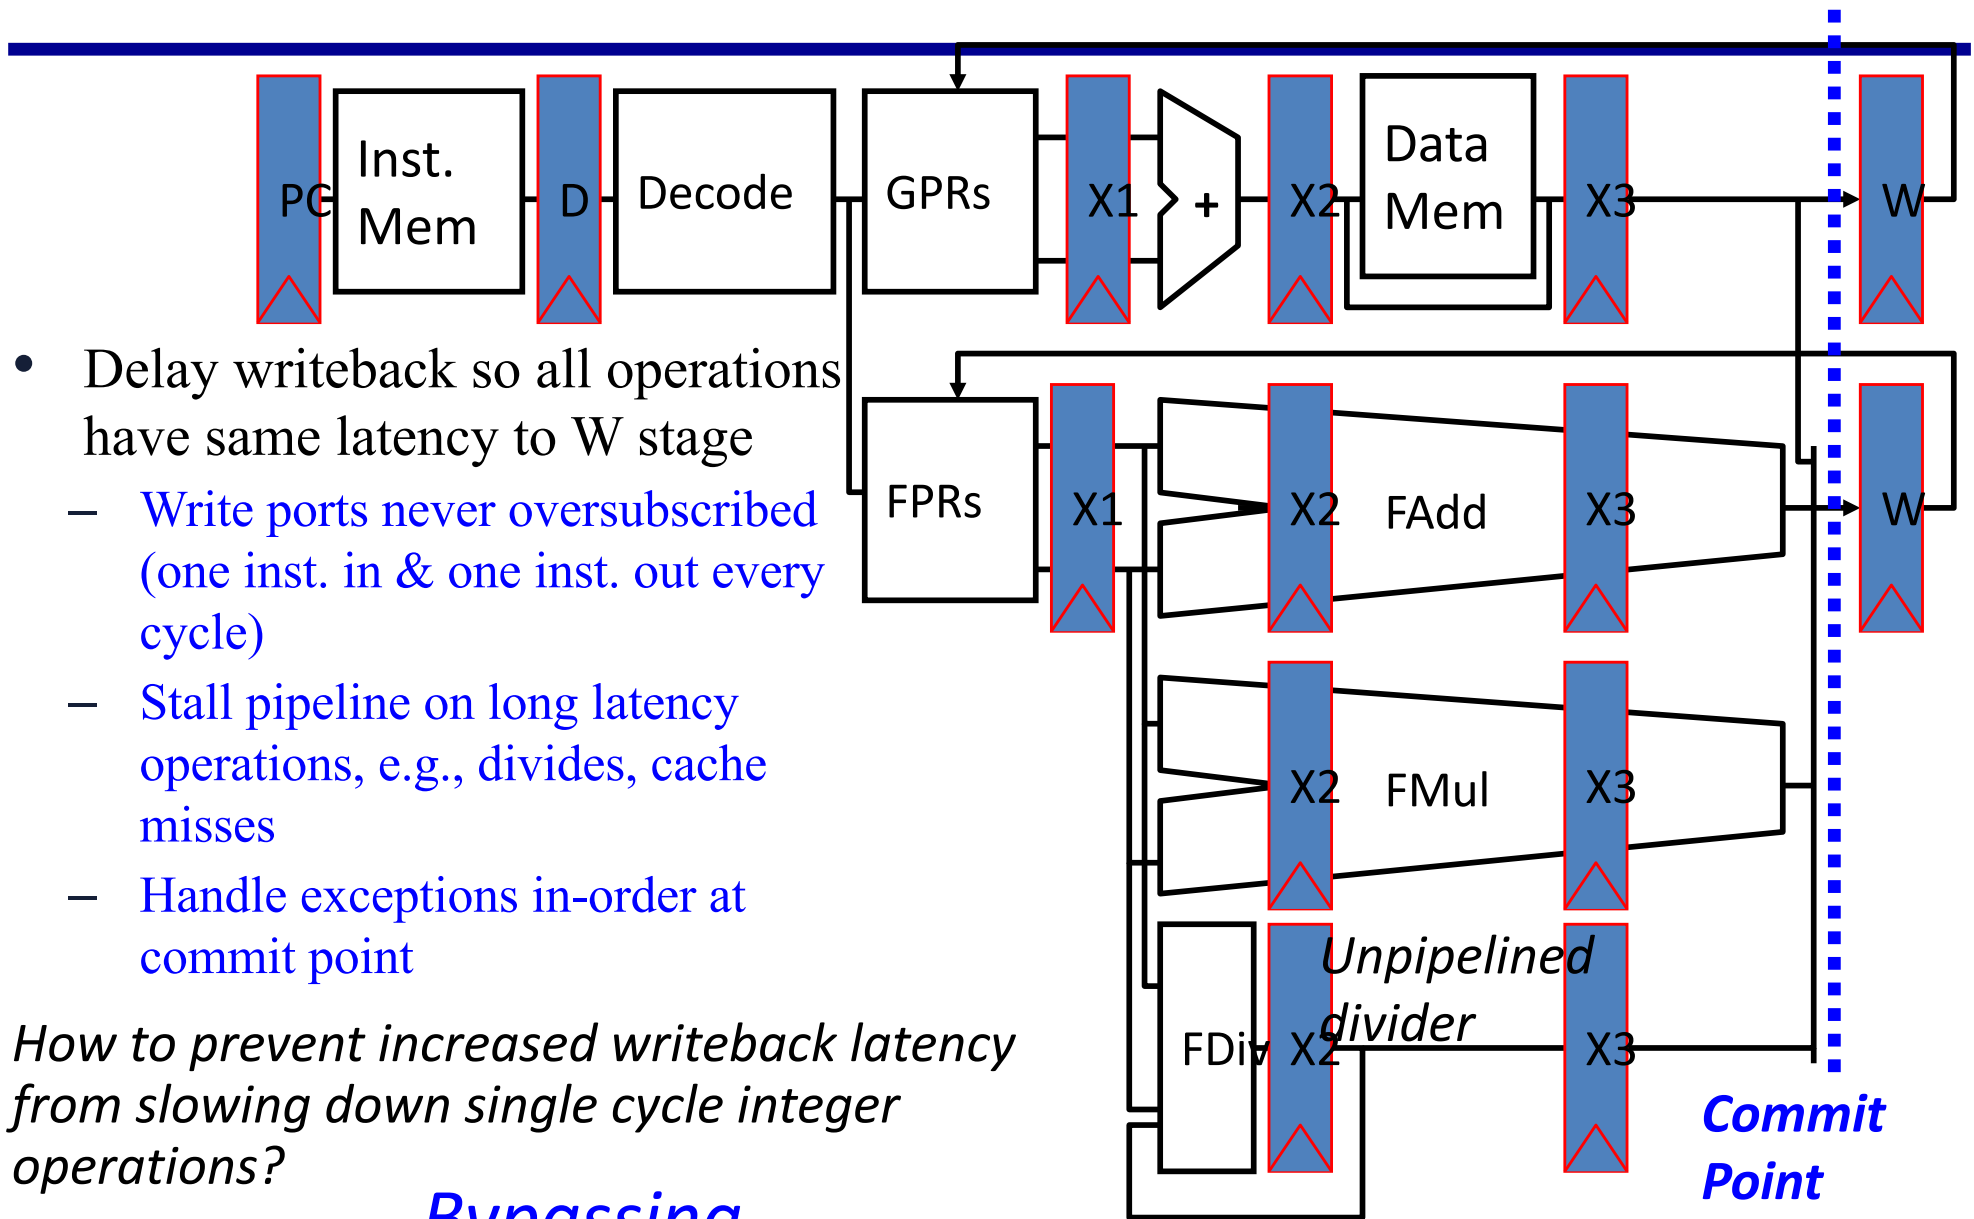 PC
Inst.
Mem
D
Decode
GPRs
X1
+
X2
Data
Mem
X3
W
• Delay writeback so all operations
have same latency to W stage
– Write ports never oversubscribed
(one inst. in & one inst. out every
cycle)
– Stall pipeline on long latency
operations, e.g., divides, cache
misses
– Handle exceptions in-order at
commit point
How to prevent increased writeback latency
from slowing down single cycle integer
operations?
Bypassing
FPRs
X1
X2
FAdd
X3
W
X2
FMul
X3
Unpipelined
divider
FDiv
X2
X3
Commit
Point